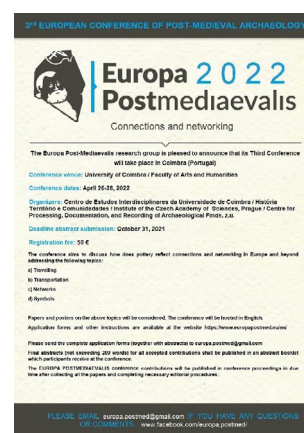 3rd EUROPEAN CONFERENCE OF POST-MEDIEVAL ARCHAEOLOGY
Europa 2022
Postmediaevalis
Connections and networking
The Europa Post-Mediaevalis research group is pleased to announce that its Third Conference
will take place in Coimbra (Portugal)
Conference venue: University of Coimbra / Faculty of Arts and Humanities
Conference dates: April 26-28, 2022
Organizers: Centro de Estudos Interdisciplinares da Universidade de Coimbra / História
Território e Comunidades / Institute of the Czech Academy of Sciences, Prague / Centre for
Processing, Documentation, and Recording of Archaeological Finds, z.u.
Deadline abstract submission: October 31, 2021
Registration fee: 50 €
The conference aims to discuss how does pottery reflect connections and networking in Europe and beyond
addressing the following topics:
a) Travelling
b) Transportation
c) Networks
d) Symbols
Papers and posters on the above topics will be considered. The conference will be hosted in English.
Application forms and other instructions are available at the website https://www.europapostmed.eu/en/
Please send the complete application forms (together with abstracts) to europa.postmed@gmail.com
Final abstracts (not exceeding 200 words) for all accepted contributions shall be published in an abstract booklet
which participants receive at the conference.
The EUROPA POSTMEDIAEVALIS conference contributions will be published in conference proceedings in due
time after collecting all the papers and completing necessary editorial procedures.
PLEASE EMAIL europa.postmed@gmail.com IF YOU HAVE ANY QUESTIONS
OR COMMENTS www.facebook.com/europa.postmed/